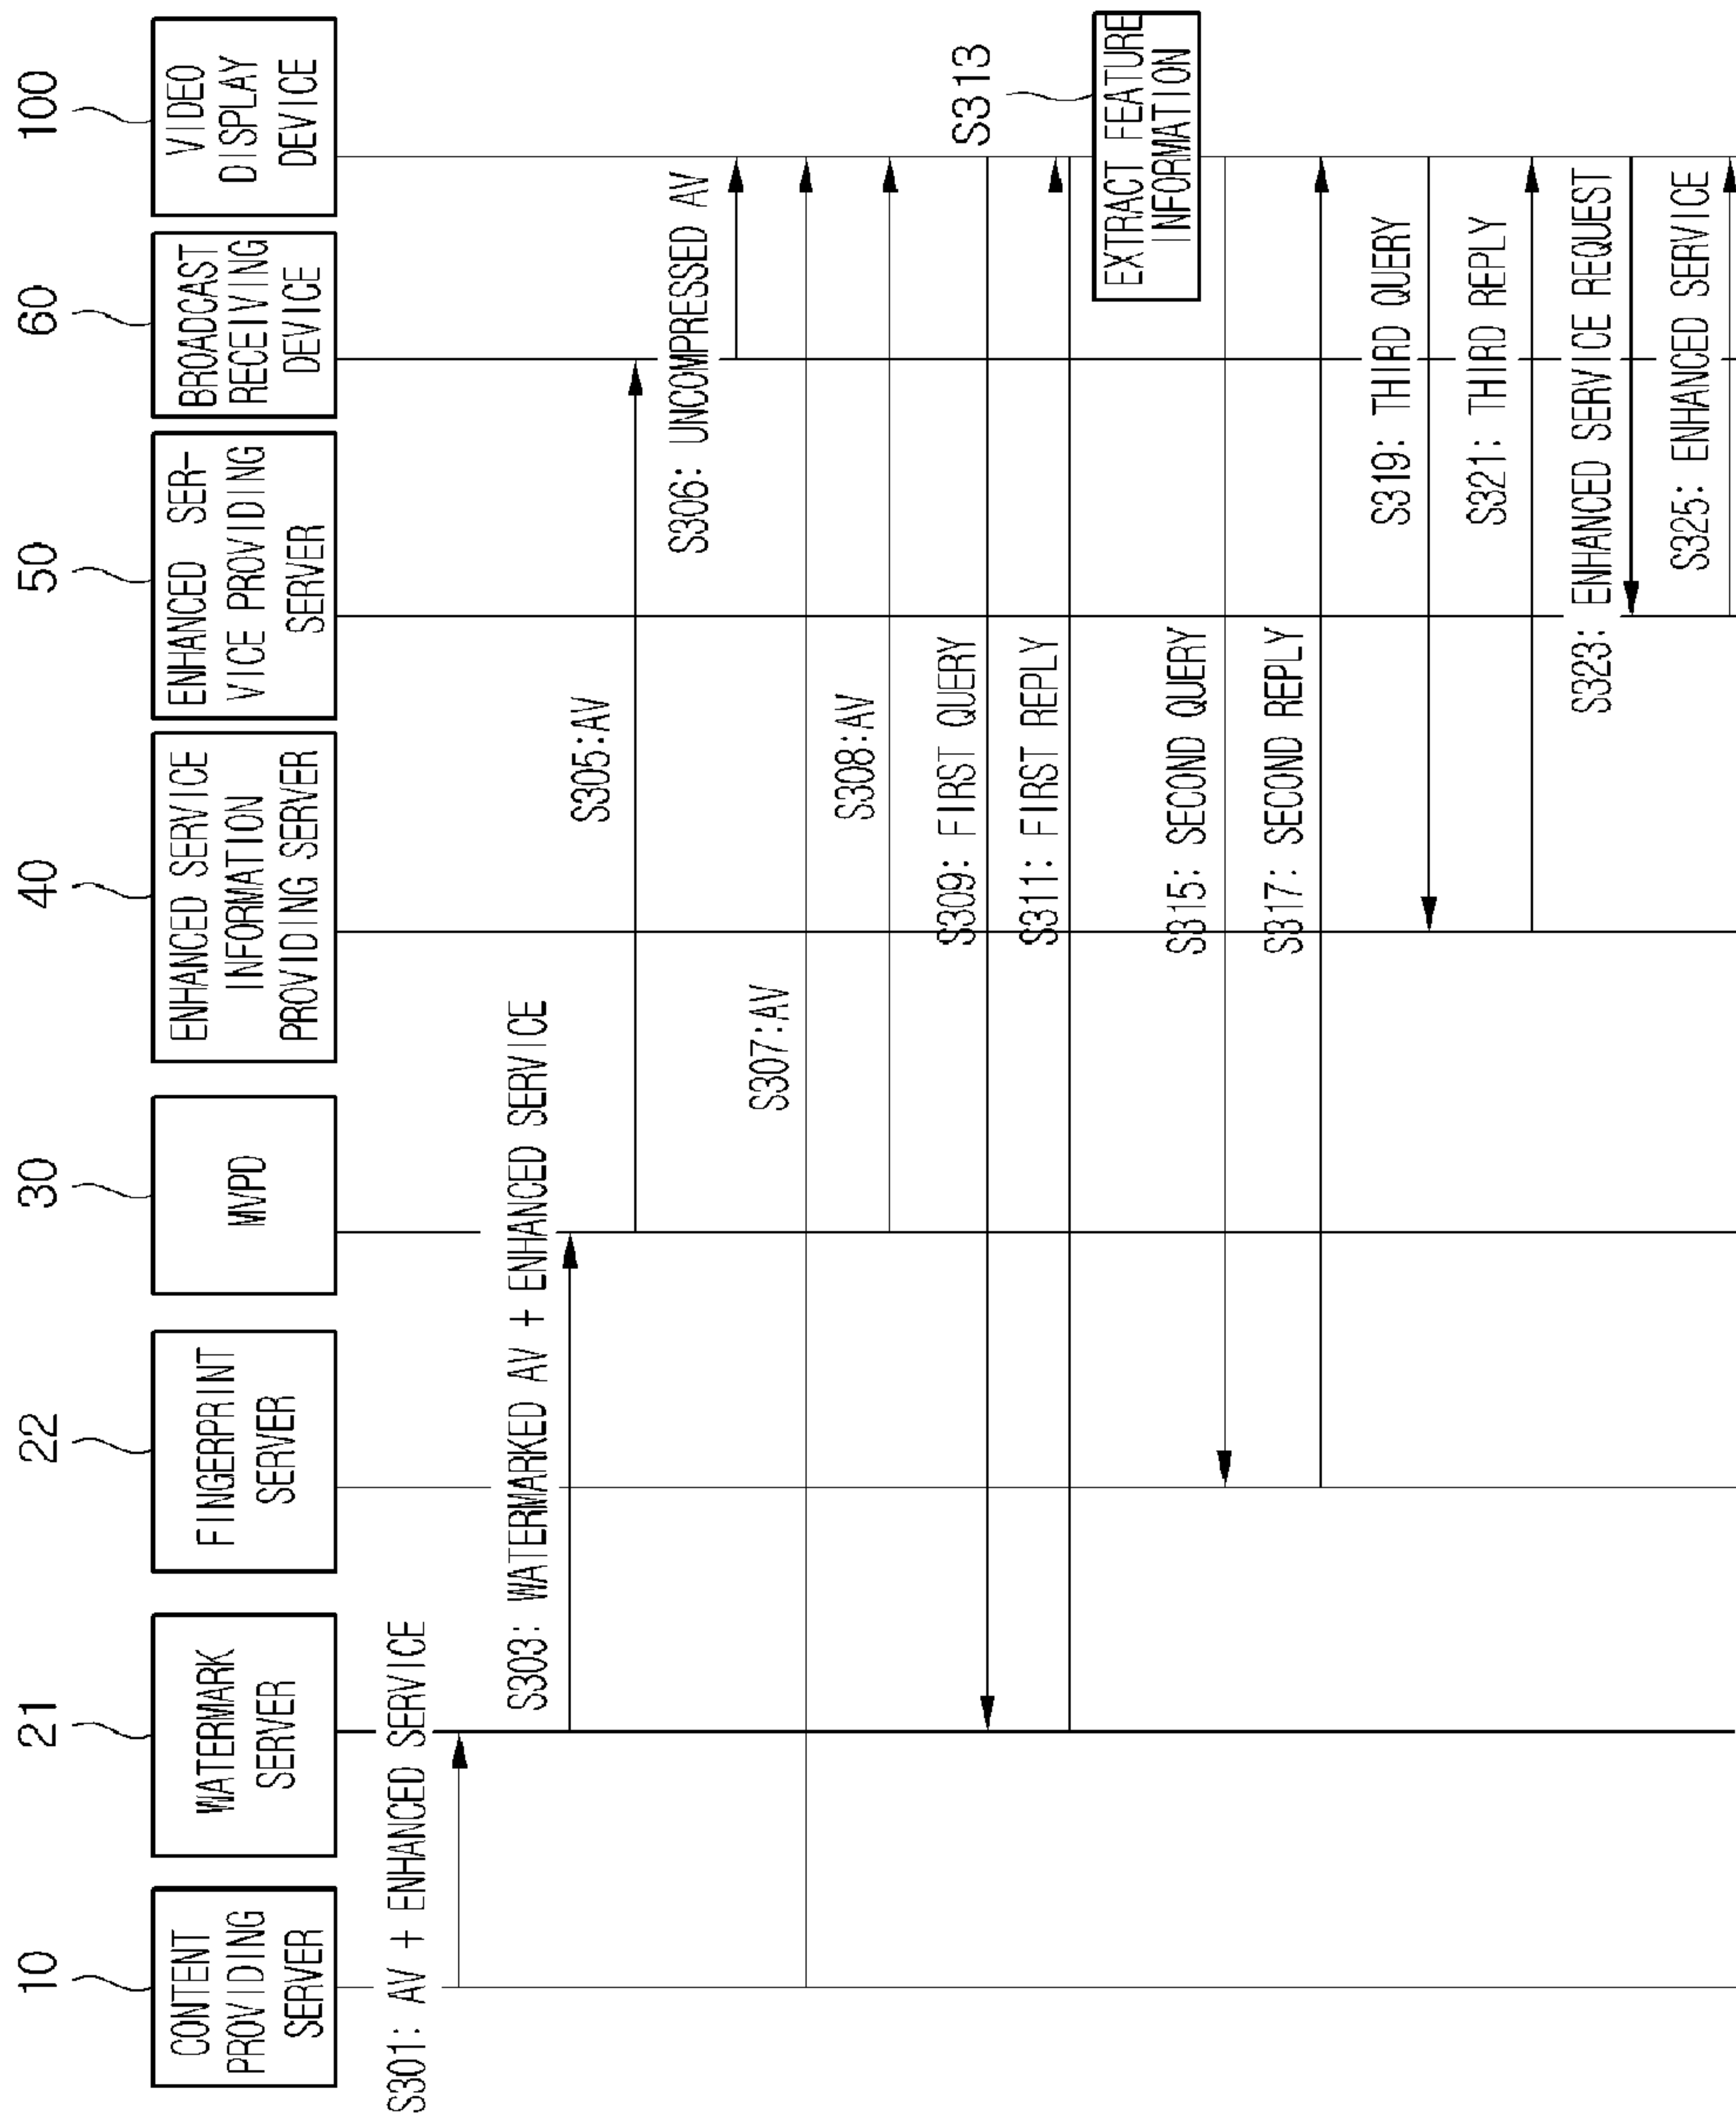 10
21
22
30
40
50
60
100
CONTENT
PROVIDING
SERVER
WATERMARK
SERVER
FINGERPRINT
SERVER
MVPD
ENHANCED SERVICE
INFORMATION
PROVIDING SERVER
ENHANCED SER-
VICE PROVIDING
SERVER
BROADCAST
RECEIVING
DEVICE
VIDEO
DISPLAY
DEVICE
S301: AV + ENHANCED SERVICE
S303: WATERMARKED AV + ENHANCED SERVICE
S305:AV
S306: UNCOMPRESSED AV
S307:AV
S308:AV
S309: FIRST QUERY
S311: FIRST REPLY
S313
EXTRACT FEATURE
INFORMATION
S315: SECOND QUERY
S317: SECOND REPLY
S319: THIRD QUERY
S321: THIRD REPLY
S323: ENHANCED SERVICE REQUEST
S325: ENHANCED SERVICE